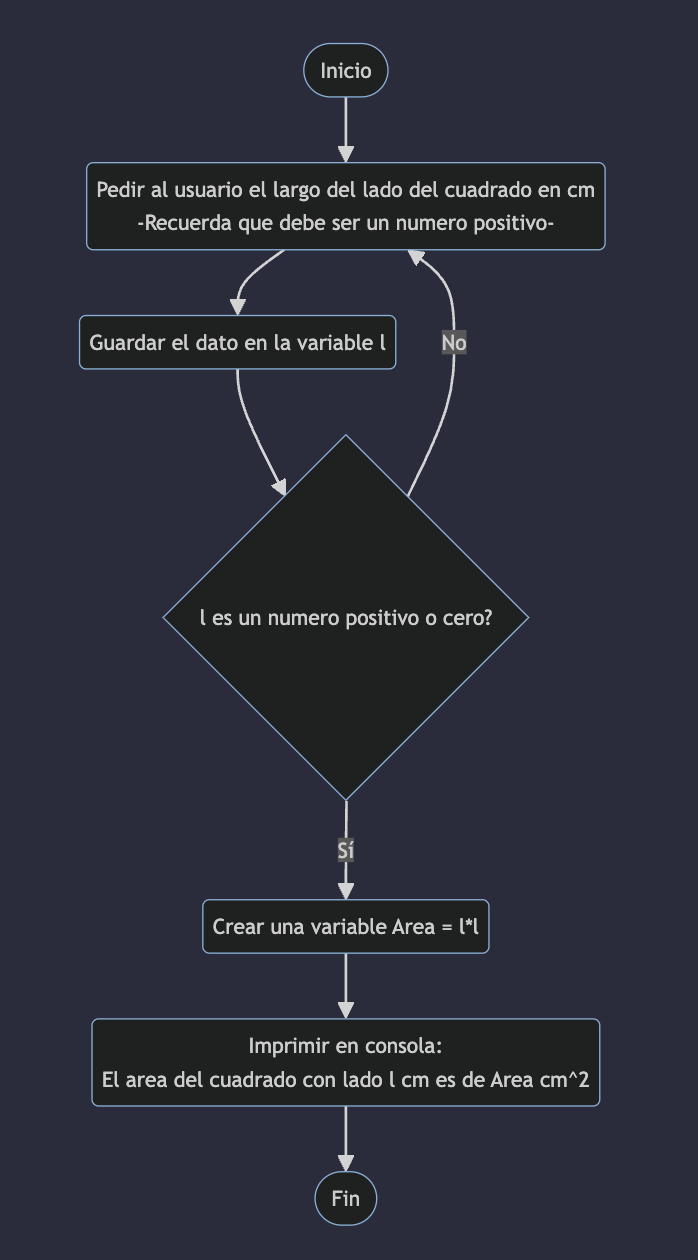 Inicio
Pedir al usuario el largo del lado del cuadrado en cm
-Recuerda que debe ser un numero positivo-
Guardar el dato en la variable l
No
l es un numero positivo o cero?
Sí
Crear una variable Area = l*l
Imprimir en consola:
El area del cuadrado con lado l cm es de Area cm^2
Fin